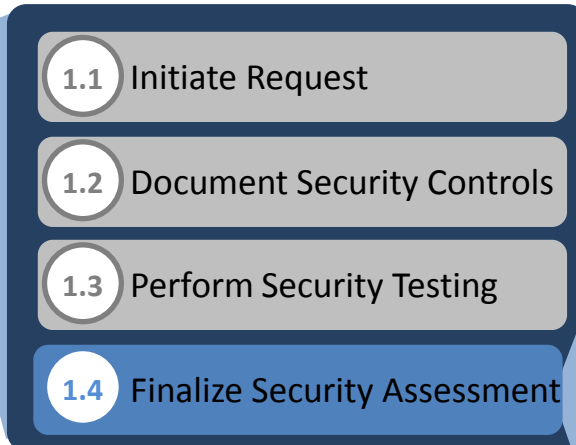 1.1 Initiate Request
1.2 Document Security Controls
1.3 Perform Security Testing
1.4 Finalize Security Assessment